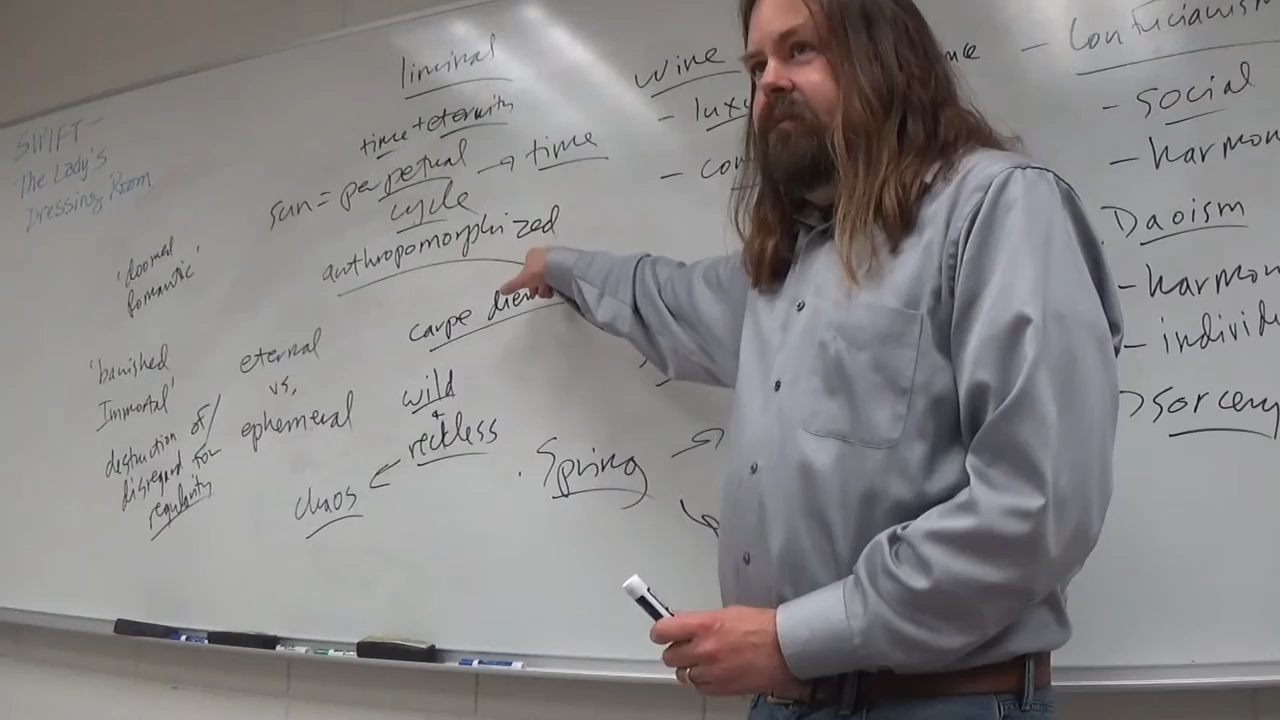 SWIFT -
The Lady's
Dressing Room
'doomed
Romantic'
'banished
Immortal'
destruction of/
disregard for
regularity
eternal
vs.
ephemeral
liminal
time + eternity
sun = perpetual → time
cycle
anthropomorphized
carpe diem
wild
+
reckless
chaos
Spring
wine
- luxu
- con
me
- Confucianism
- social
- harmon
Daoism
- harmon
- individ
> sorcery